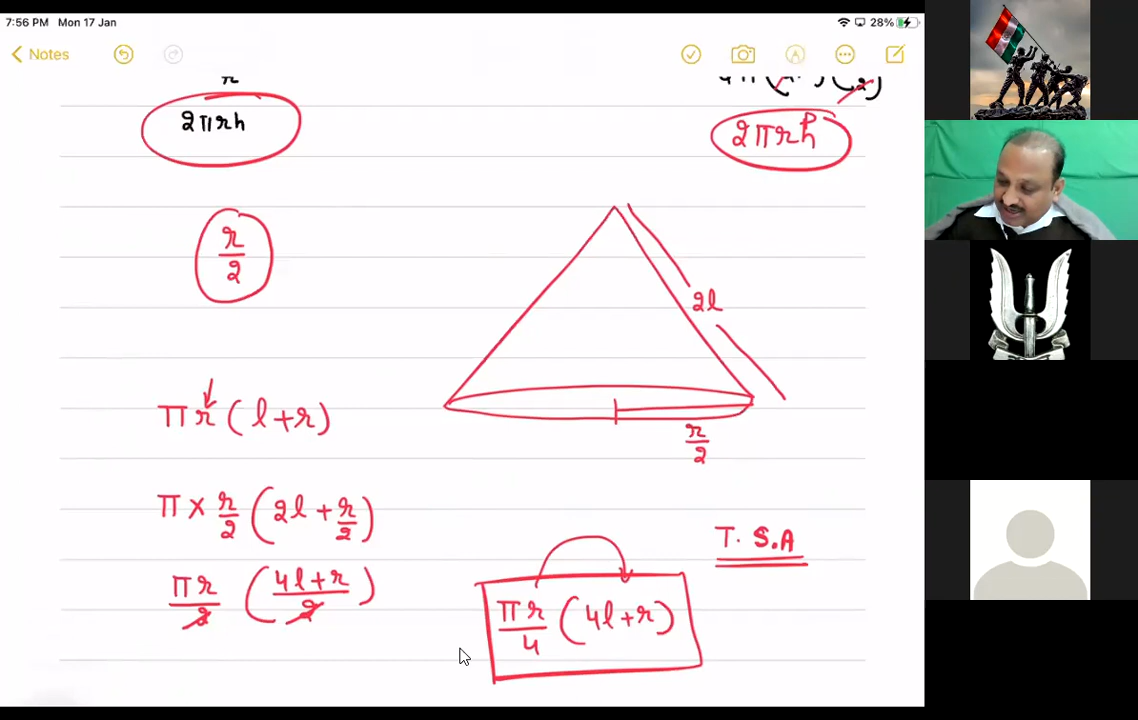 7:56 PM Mon 17 Jan
28%
Notes
r
2πrh
2πrh
r/2
2l
πr(l+r)
r/2
π×r/2(2l+r/2)
T.S.A
πr/2(4l+r/2)
πr/4(4l+r)